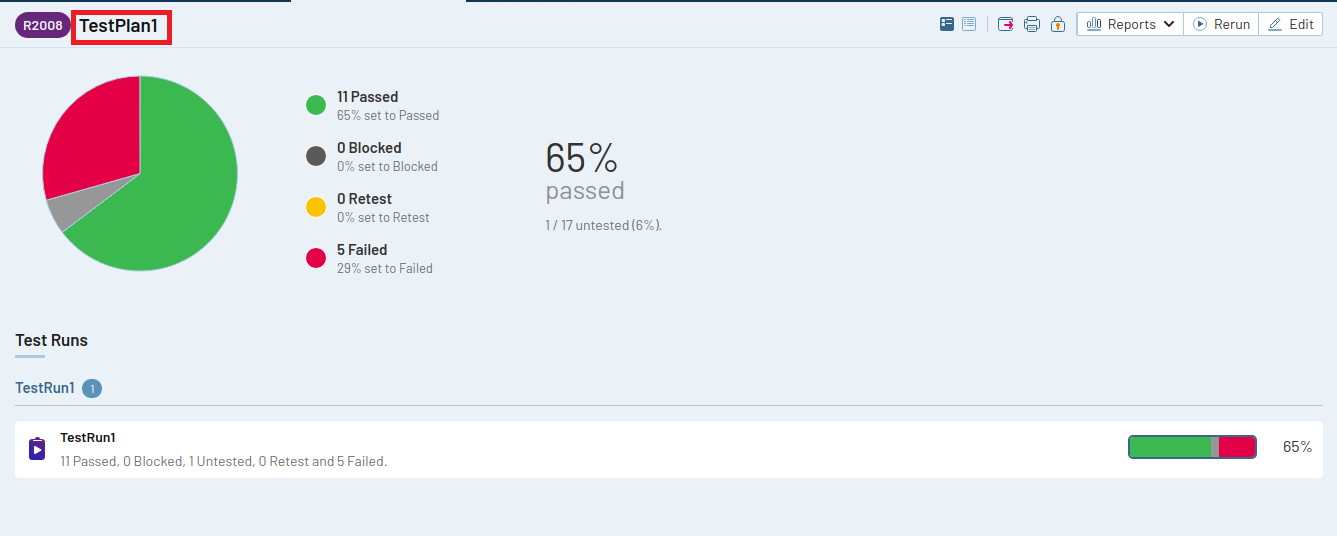 R2008 TestPlan1 Reports Rerun Edit
11 Passed
65% set to Passed
0 Blocked
0% set to Blocked
0 Retest
0% set to Retest
5 Failed
29% set to Failed
65%
passed
1 / 17 untested (6%).
Test Runs
TestRun1 1
TestRun1
11 Passed, 0 Blocked, 1 Untested, 0 Retest and 5 Failed.
65%